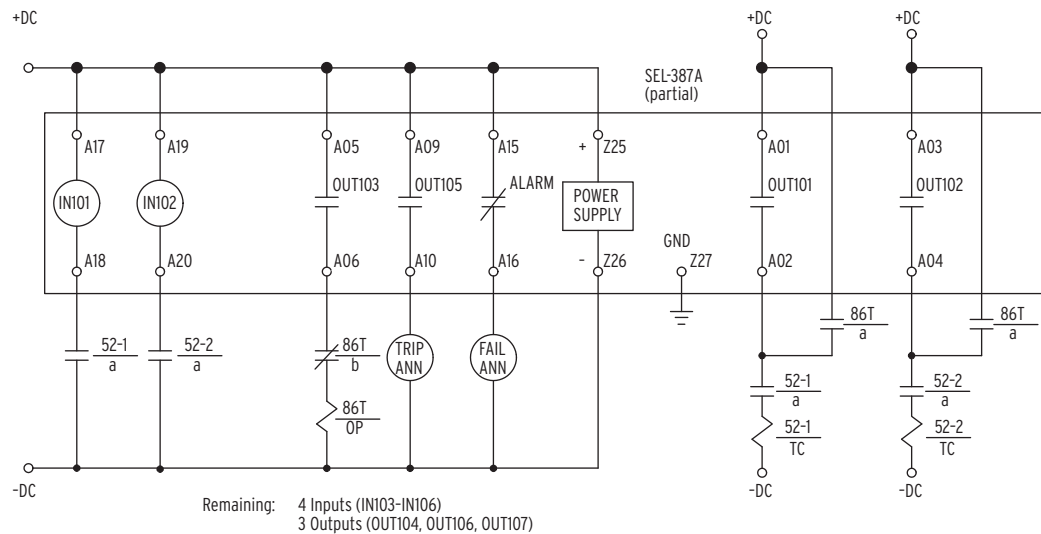 +DC
+DC
+DC
SEL-387A
(partial)
A17
A19
A05
A09
A15
+
Z25
A01
A03
IN101
IN102
OUT103
OUT105
ALARM
POWER
SUPPLY
OUT101
OUT102
GND
A18
A20
A06
A10
A16
-
Z26
Z27
A02
A04
52-1
a
52-2
a
86T
b
TRIP
ANN
FAIL
ANN
86T
a
86T
a
86T
OP
52-1
a
52-2
a
52-1
TC
52-2
TC
-DC
-DC
-DC
Remaining: 4 Inputs (IN103-IN106)
3 Outputs (OUT104, OUT106, OUT107)